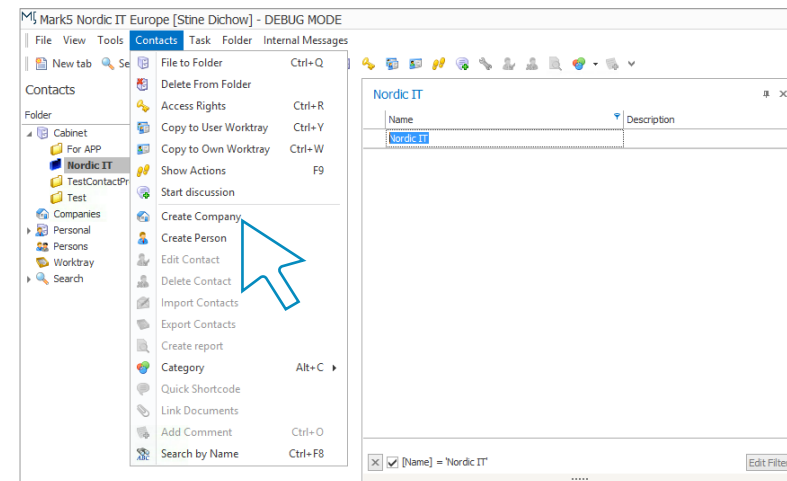 Mark5 Nordic IT Europe [Stine Dichow] - DEBUG MODE
File View Tools Contacts Task Folder Internal Messages
New tab Se
Contacts
Folder
Cabinet
For APP
Nordic IT
TestContactPr
Test
Companies
Personal
Persons
Worktray
Search
File to Folder Ctrl+Q
Delete From Folder
Access Rights Ctrl+R
Copy to User Worktray Ctrl+Y
Copy to Own Worktray Ctrl+W
Show Actions F9
Start discussion
Create Company
Create Person
Edit Contact
Delete Contact
Import Contacts
Export Contacts
Create report
Category Alt+C
Quick Shortcode
Link Documents
Add Comment Ctrl+O
ABC Search by Name Ctrl+F8
Nordic IT
Name Description
Nordic IT
[Name] = 'Nordic IT'
Edit Filter